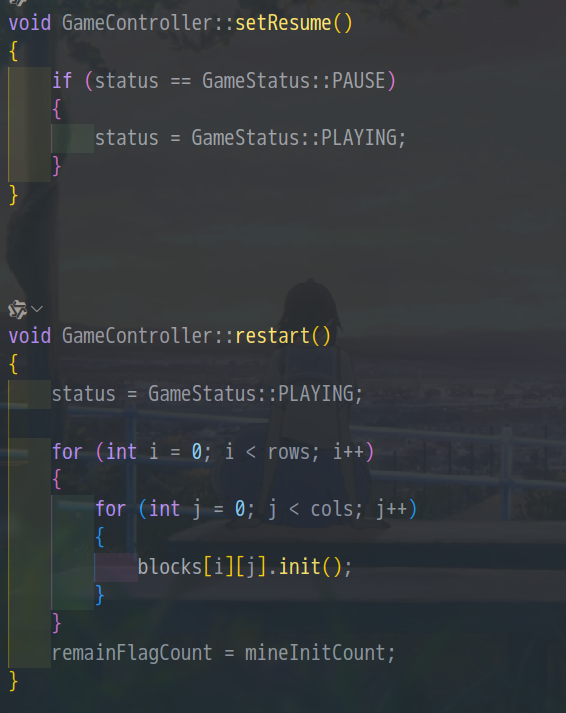 void GameController::setResume()
{
    if (status == GameStatus::PAUSE)
    {
        status = GameStatus::PLAYING;
    }
}
void GameController::restart()
{
    status = GameStatus::PLAYING;
    for (int i = 0; i < rows; i++)
    {
        for (int j = 0; j < cols; j++)
        {
            blocks[i][j].init();
        }
    }
    remainFlagCount = mineInitCount;
}